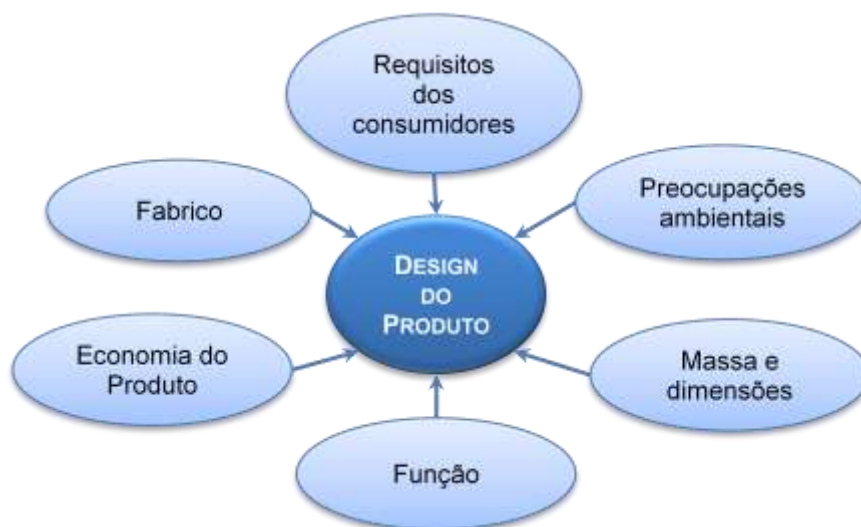 Requisitos
dos
consumidores
Fabrico
Preocupações
ambientais
DESIGN
DO
PRODUTO
Economia do
Produto
Massa e
dimensões
Função